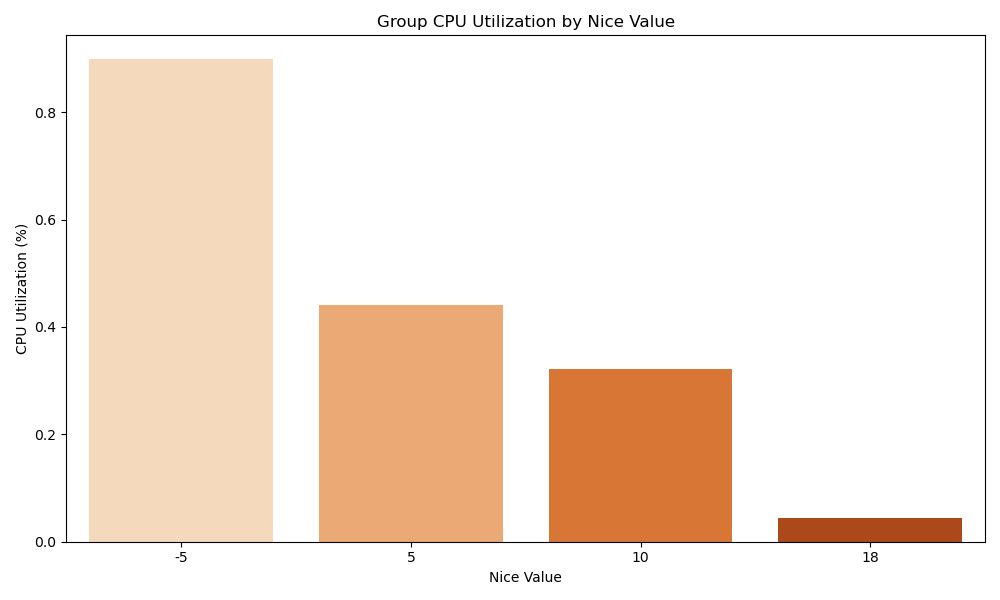 Group CPU Utilization by Nice Value
CPU Utilization (%)
0.8
0.6
0.4
0.2
0.0
-5 5 10 18
Nice Value